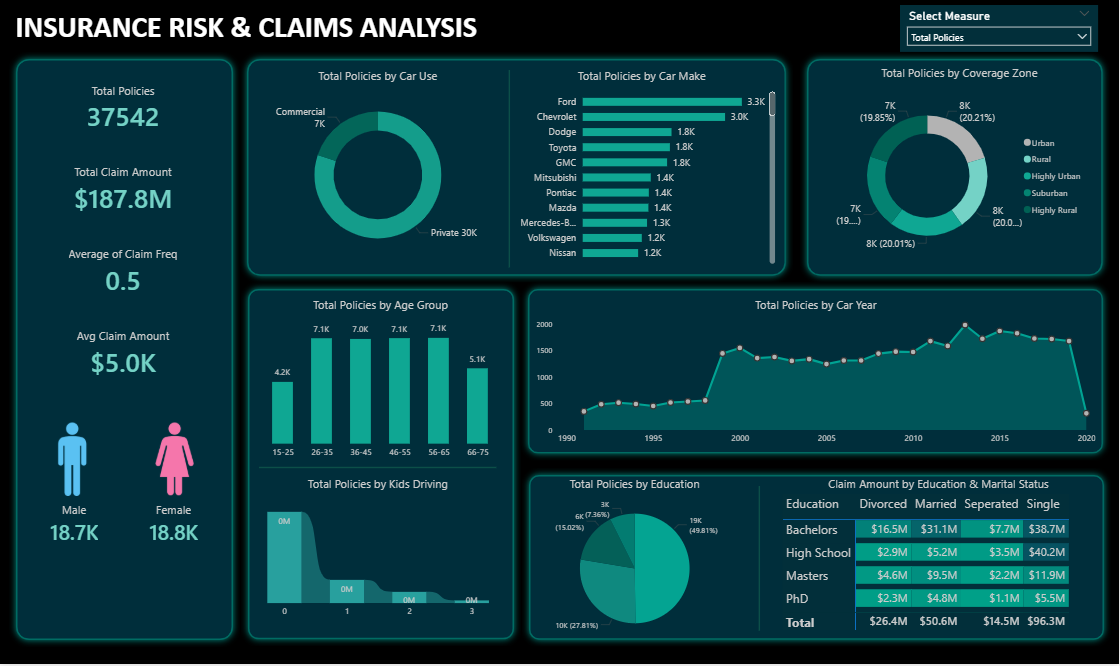 INSURANCE RISK & CLAIMS ANALYSIS
Select Measure
Total Policies
Total Policies
37542
Total Claim Amount
$187.8M
Average of Claim Freq
0.5
Avg Claim Amount
$5.0K
Male
18.7K
Female
18.8K
Total Policies by Car Use
Commercial
7K
Private 30K
Total Policies by Car Make
Ford 3.3K
Chevrolet 3.0K
Dodge 1.8K
Toyota 1.8K
GMC 1.8K
Mitsubishi 1.4K
Pontiac 1.4K
Mazda 1.4K
Mercedes-B... 1.3K
Volkswagen 1.2K
Nissan 1.2K
Total Policies by Coverage Zone
7K
(19.85%)
8K
(20.21%)
7K
(19....)
8K
(20.0...)
8K (20.01%)
Urban
Rural
Highly Urban
Suburban
Highly Rural
Total Policies by Age Group
4.2K 7.1K 7.0K 7.1K 7.1K 5.1K
15-25 26-35 36-45 46-55 56-65 66-75
Total Policies by Kids Driving
0M 0M 0M 0M
0 1 2 3
Total Policies by Car Year
2000
1500
1000
500
0
1990 1995 2000 2005 2010 2015 2020
Total Policies by Education
3K
(7.36%)
6K
(15.02%)
19K
(49.81%)
10K (27.81%)
Claim Amount by Education & Marital Status
Education Divorced Married Seperated Single
Bachelors $16.5M $31.1M $7.7M $38.7M
High School $2.9M $5.2M $3.5M $40.2M
Masters $4.6M $9.5M $2.2M $11.9M
PhD $2.3M $4.8M $1.1M $5.5M
Total $26.4M $50.6M $14.5M $96.3M